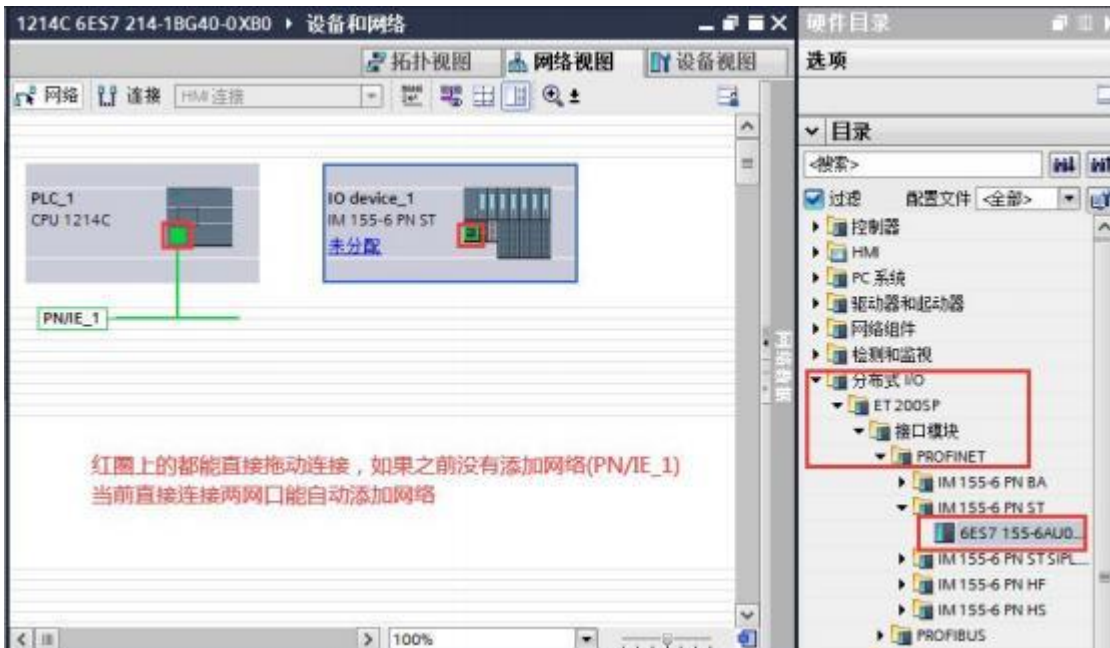 1214C 6ES7 214-1BG40-0XB0 ▸ 设备和网络
拓扑视图 网络视图 设备视图
网络 连接 HMI 连接
PLC_1
CPU 1214C
IO device_1
IM 155-6 PN ST
未分配
PN/IE_1
红圈上的都能直接拖动连接，如果之前没有添加网络(PN/IE_1)
当前直接连接两网口能自动添加网络
100%
网络数据
硬件目录
选项
目录
<搜索>
过滤 配置文件 <全部>
控制器
HMI
PC 系统
驱动器和起动器
网络组件
检测和监视
分布式 I/O
ET 200SP
接口模块
PROFINET
IM 155-6 PN BA
IM 155-6 PN ST
6ES7 155-6AU0...
IM 155-6 PN ST SIPL...
IM 155-6 PN HF
IM 155-6 PN HS
PROFIBUS